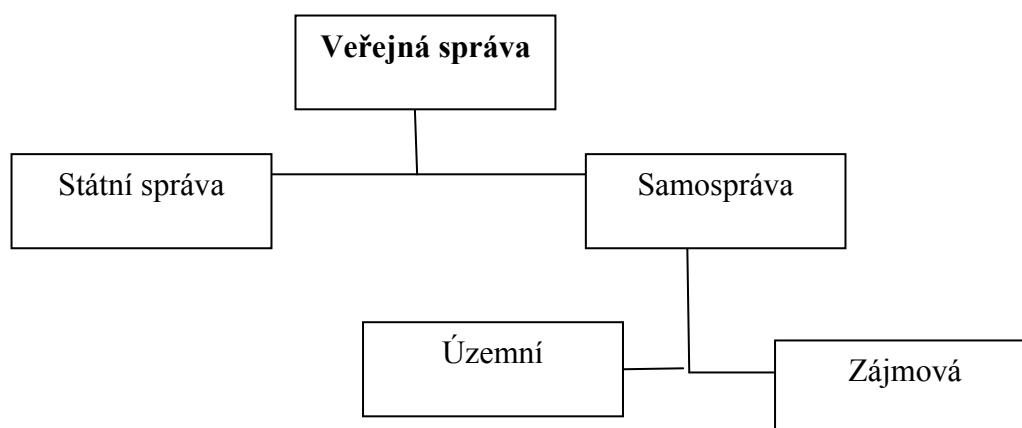 Veřejná správa
Státní správa
Samospráva
Územní
Zájmová